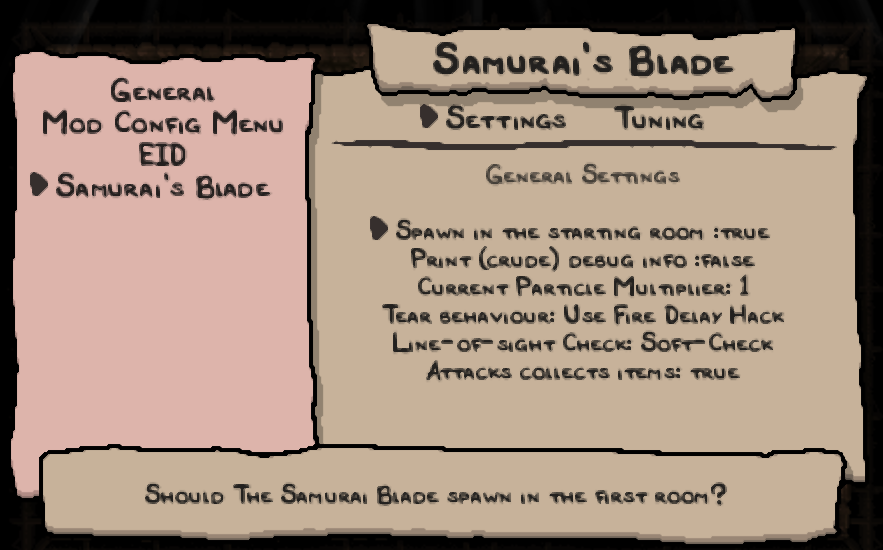 Samurai's Blade
General
Mod Config Menu
EID
Samurai's Blade
Settings Tuning
General Settings
Spawn in the starting room :true
Print (crude) debug info :false
Current Particle Multiplier: 1
Tear behaviour: Use Fire Delay Hack
Line-of-sight Check: Soft-Check
Attacks collects items: true
Should The Samurai Blade spawn in the first room?